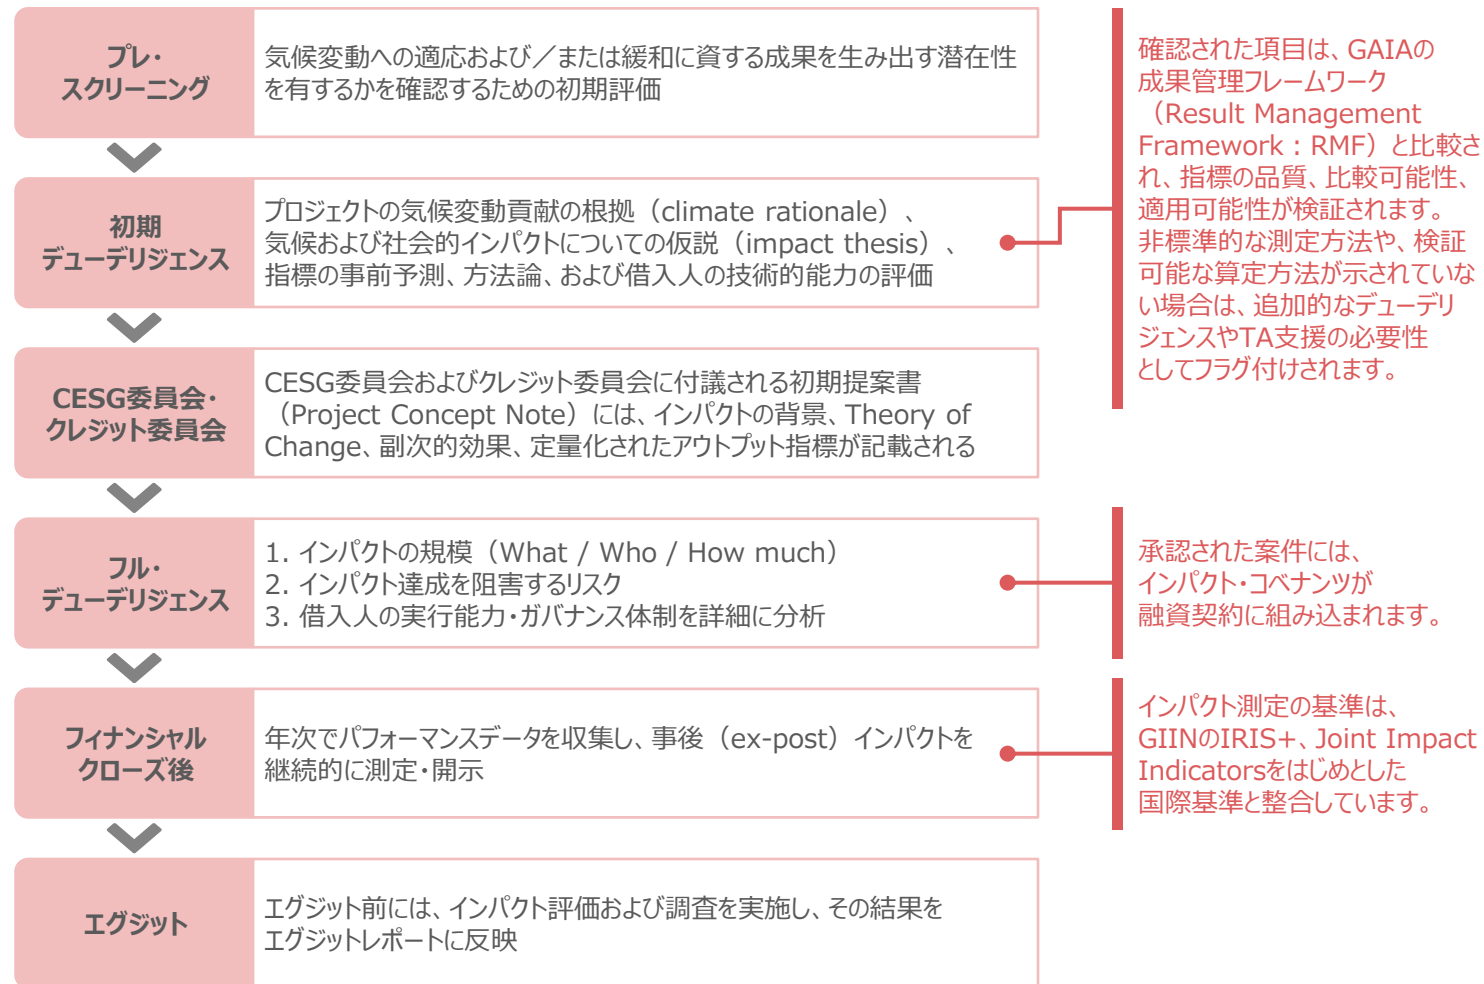 プレ・
スクリーニング
気候変動への適応および／または緩和に資する成果を生み出す潜在性
を有するかを確認するための初期評価
初期
デューデリジェンス
プロジェクトの気候変動貢献の根拠（climate rationale）、
気候および社会的インパクトについての仮説（impact thesis）、
指標の事前予測、方法論、および借入人の技術的能力の評価
確認された項目は、GAIAの
成果管理フレームワーク
（Result Management
Framework：RMF）と比較さ
れ、指標の品質、比較可能性、
適用可能性が検証されます。
非標準的な測定方法や、検証
可能な算定方法が示されていな
い場合は、追加的なデューデリ
ジェンスやTA支援の必要性
としてフラグ付けされます。
CESG委員会・
クレジット委員会
CESG委員会およびクレジット委員会に付議される初期提案書
（Project Concept Note）には、インパクトの背景、Theory of
Change、副次的効果、定量化されたアウトプット指標が記載される
フル・
デューデリジェンス
1. インパクトの規模（What / Who / How much）
2. インパクト達成を阻害するリスク
3. 借入人の実行能力・ガバナンス体制を詳細に分析
承認された案件には、
インパクト・コベナンツが
融資契約に組み込まれます。
フィナンシャル
クローズ後
年次でパフォーマンスデータを収集し、事後（ex-post）インパクトを
継続的に測定・開示
インパクト測定の基準は、
GIINのIRIS+、Joint Impact
Indicatorsをはじめとした
国際基準と整合しています。
エグジット
エグジット前には、インパクト評価および調査を実施し、その結果を
エグジットレポートに反映